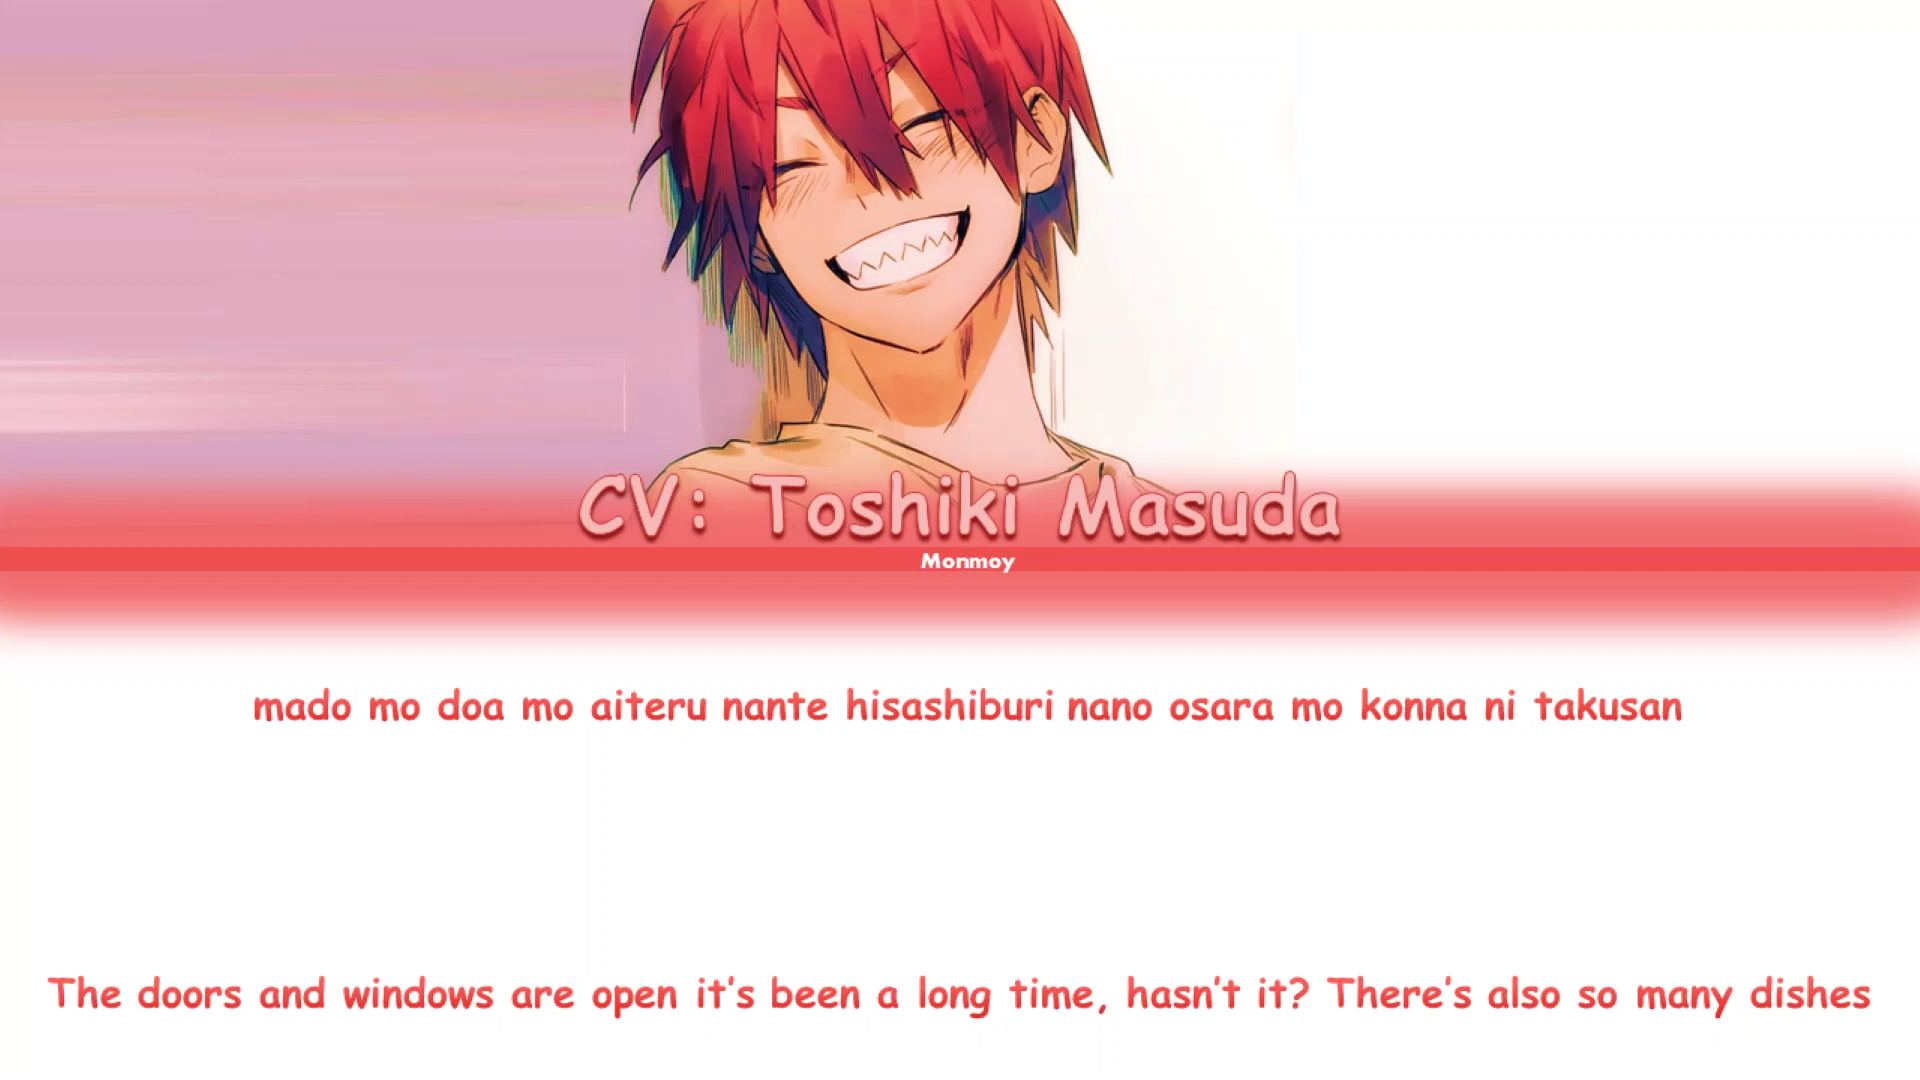 CV: Toshiki Masuda
Monmoy
mado mo doa mo aiteru nante hisashiburi nano osara mo konna ni takusan
The doors and windows are open it's been a long time, hasn't it? There's also so many dishes